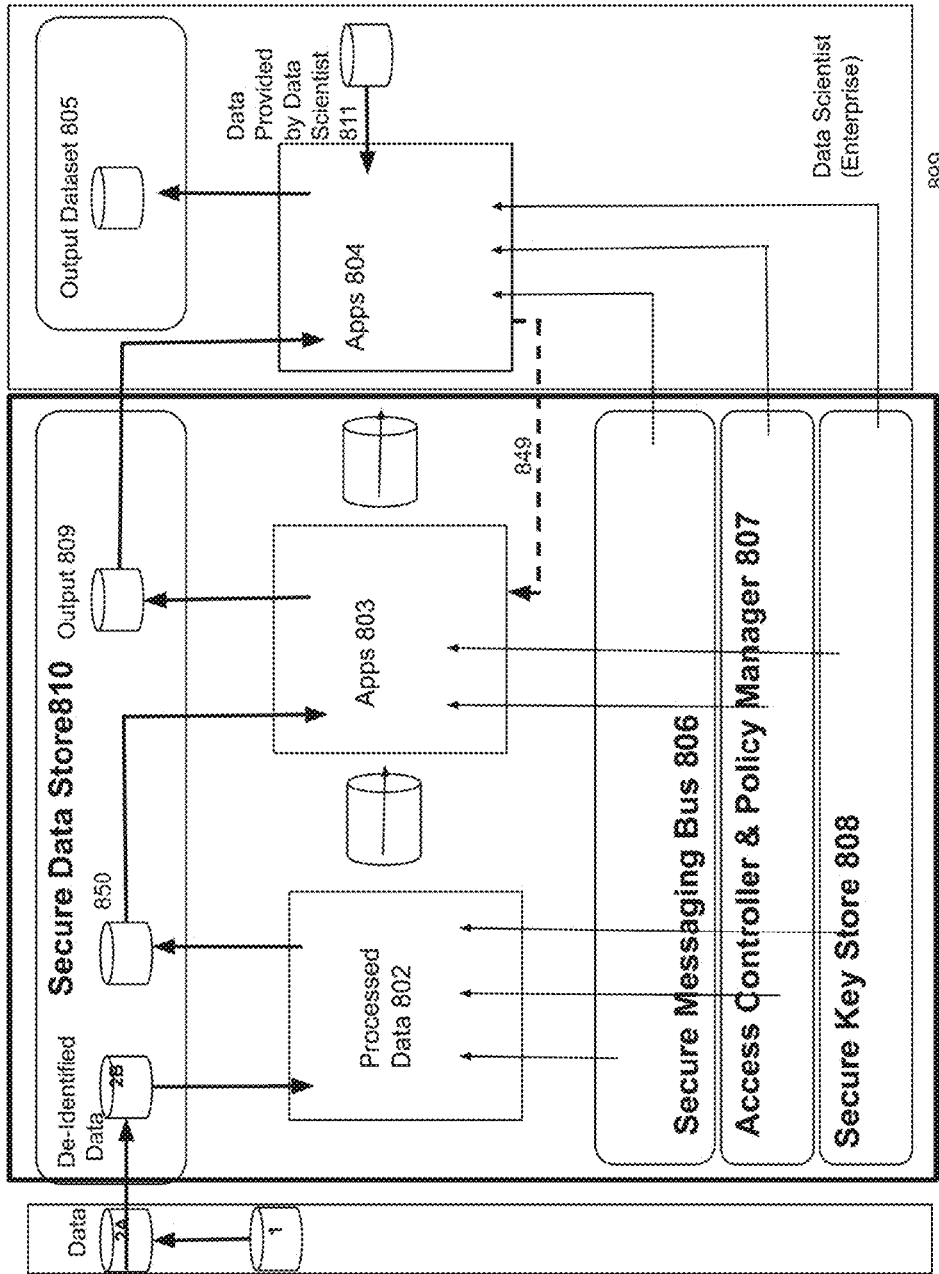 Data
2A
1
De-Identified
Data
2B
Secure Data Store810
850
Output 809
Output Dataset 805
Processed
Data 802
Apps 803
Apps 804
Data
Provided
by Data
Scientist
811
849
Secure Messaging Bus 806
Access Controller & Policy Manager 807
Secure Key Store 808
Data Scientist
(Enterprise)